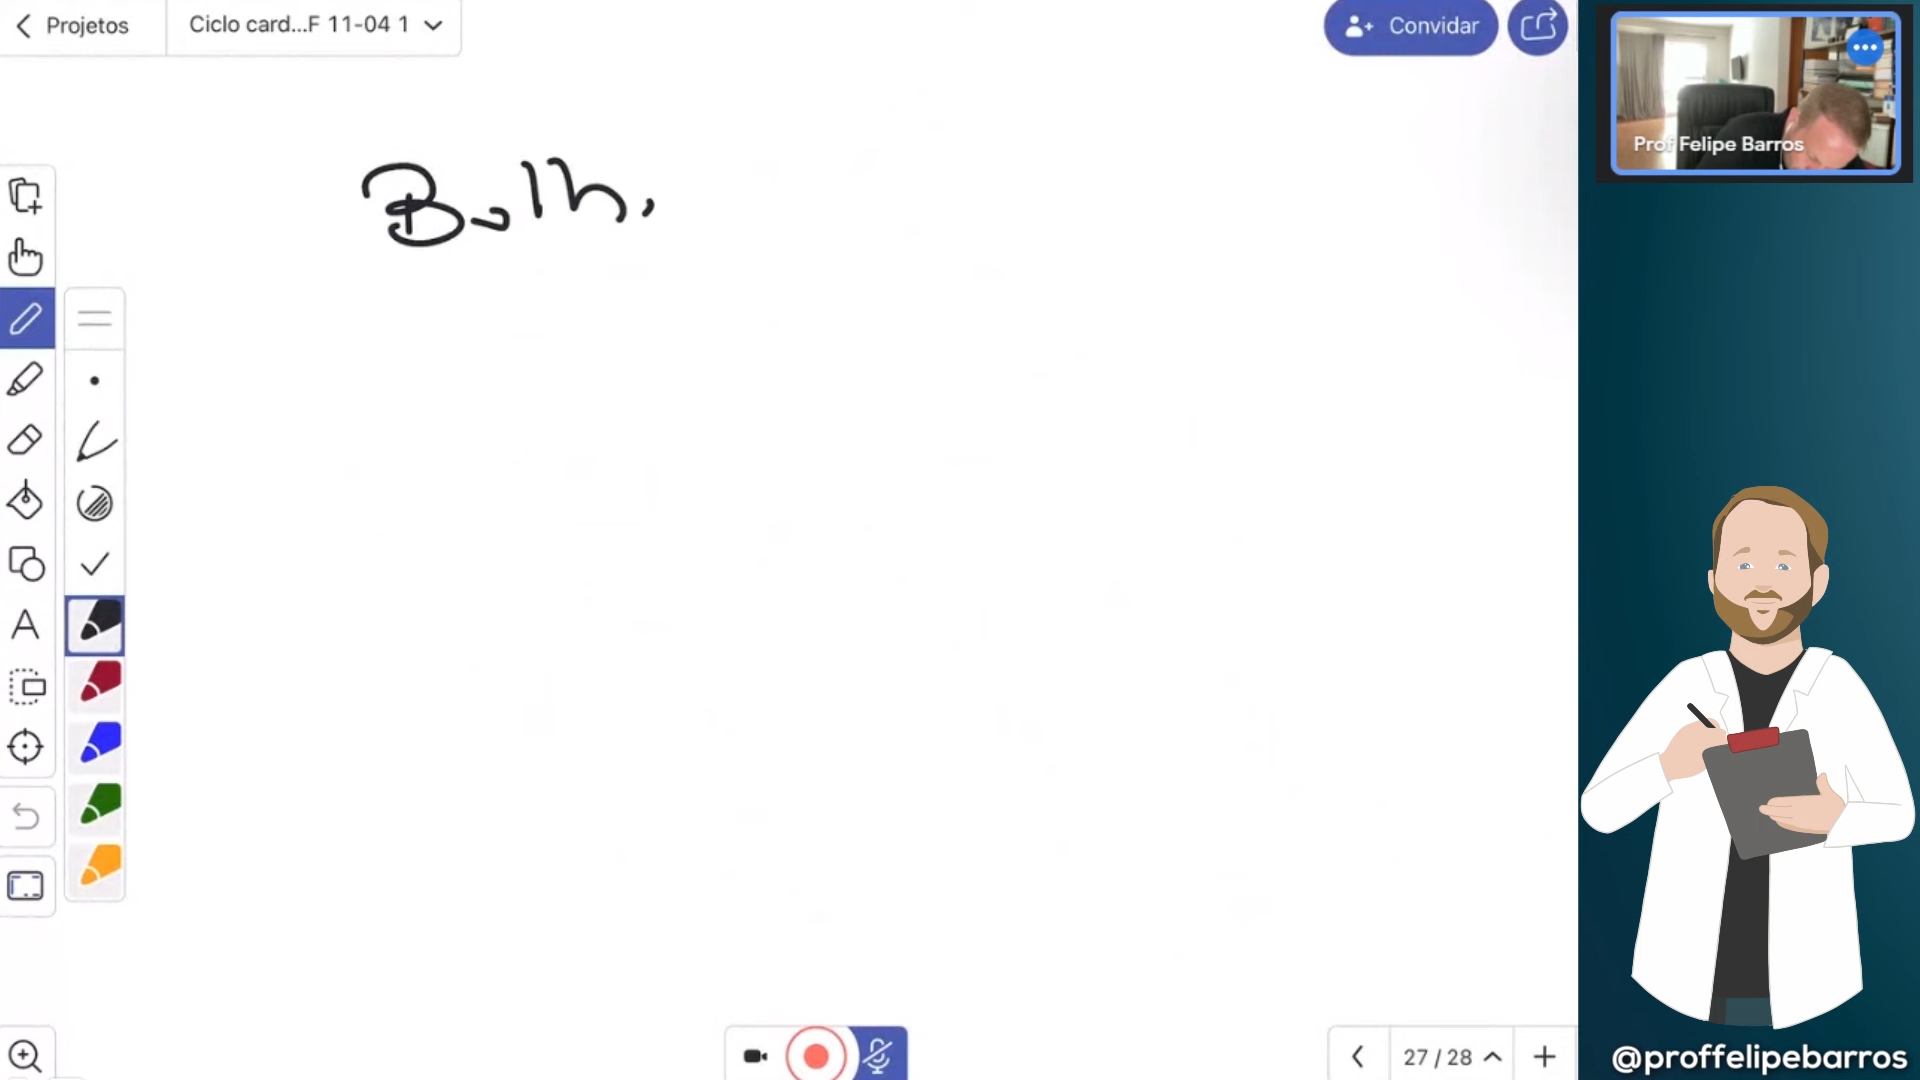 Projetos
Ciclo card...F 11-04 1
Convidar
Prof Felipe Barros
A
27 / 28
@proffelipebarros